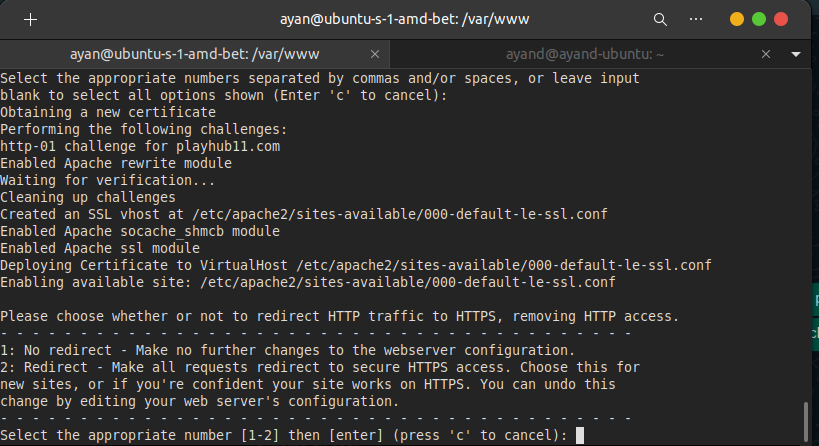 ayan@ubuntu-s-1-amd-bet: /var/www
ayan@ubuntu-s-1-amd-bet: /var/www
ayand@ayand-ubuntu: ~
Select the appropriate numbers separated by commas and/or spaces, or leave input
blank to select all options shown (Enter 'c' to cancel):
Obtaining a new certificate
Performing the following challenges:
http-01 challenge for playhub11.com
Enabled Apache rewrite module
Waiting for verification...
Cleaning up challenges
Created an SSL vhost at /etc/apache2/sites-available/000-default-le-ssl.conf
Enabled Apache socache_shmcb module
Enabled Apache ssl module
Deploying Certificate to VirtualHost /etc/apache2/sites-available/000-default-le-ssl.conf
Enabling available site: /etc/apache2/sites-available/000-default-le-ssl.conf
Please choose whether or not to redirect HTTP traffic to HTTPS, removing HTTP access.
- - - - - - - - - - - - - - - - - - - - - - - - - - - - - - - - - - - - - - - -
1: No redirect - Make no further changes to the webserver configuration.
2: Redirect - Make all requests redirect to secure HTTPS access. Choose this for
new sites, or if you're confident your site works on HTTPS. You can undo this
change by editing your web server's configuration.
- - - - - - - - - - - - - - - - - - - - - - - - - - - - - - - - - - - - - - - -
Select the appropriate number [1-2] then [enter] (press 'c' to cancel):